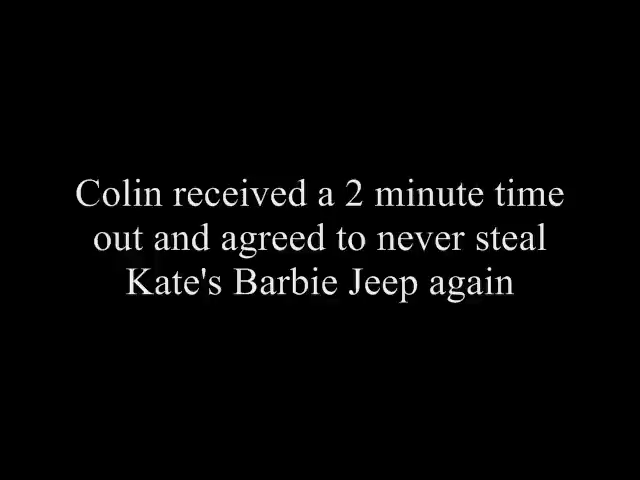 Colin received a 2 minute time
out and agreed to never steal
Kate's Barbie Jeep again